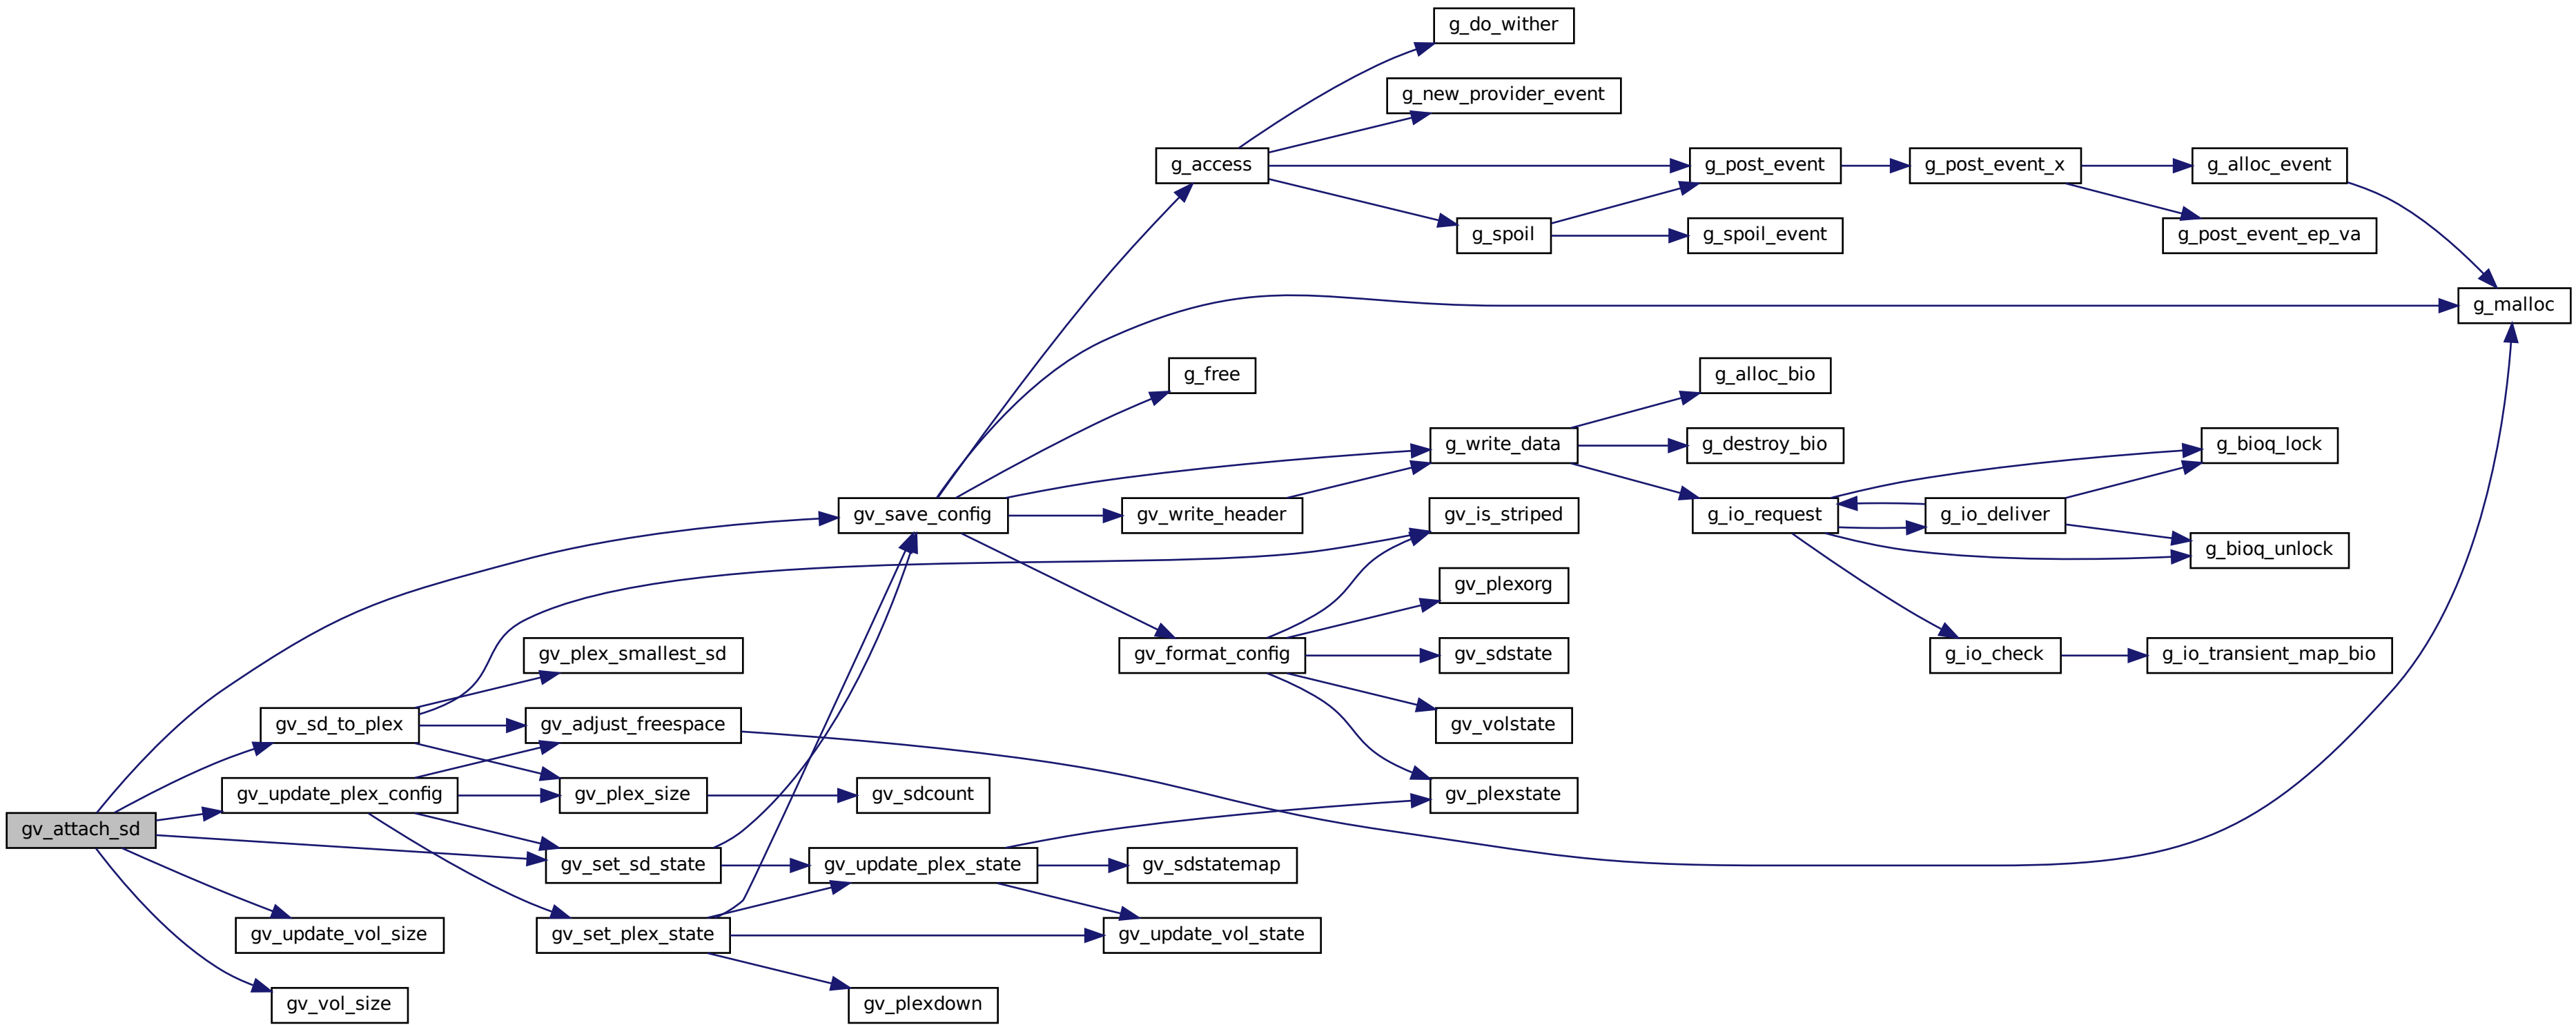 g_do_wither
g_new_provider_event
g_access
g_post_event
g_post_event_x
g_alloc_event
g_spoil
g_spoil_event
g_post_event_ep_va
g_malloc
g_free
g_alloc_bio
g_write_data
g_destroy_bio
g_bioq_lock
gv_save_config
gv_write_header
gv_is_striped
g_io_request
g_io_deliver
g_bioq_unlock
gv_plexorg
gv_plex_smallest_sd
gv_format_config
gv_sdstate
g_io_check
g_io_transient_map_bio
gv_sd_to_plex
gv_adjust_freespace
gv_volstate
gv_update_plex_config
gv_plex_size
gv_sdcount
gv_plexstate
gv_attach_sd
gv_set_sd_state
gv_update_plex_state
gv_sdstatemap
gv_update_vol_size
gv_set_plex_state
gv_update_vol_state
gv_vol_size
gv_plexdown